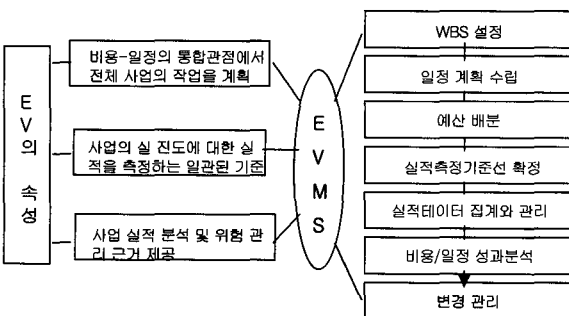 EV의 속성
비용-일정의 통합관점에서
전체 사업의 작업을 계획
사업의 실 진도에 대한 실
적을 측정하는 일관된 기준
사업 실적 분석 및 위험 관
리 근거 제공
EVMS
WBS 설정
일정 계획 수립
예산 배분
실적측정기준선 확정
실적테이터 집계와 관리
비용/일정 성과분석
변경 관리